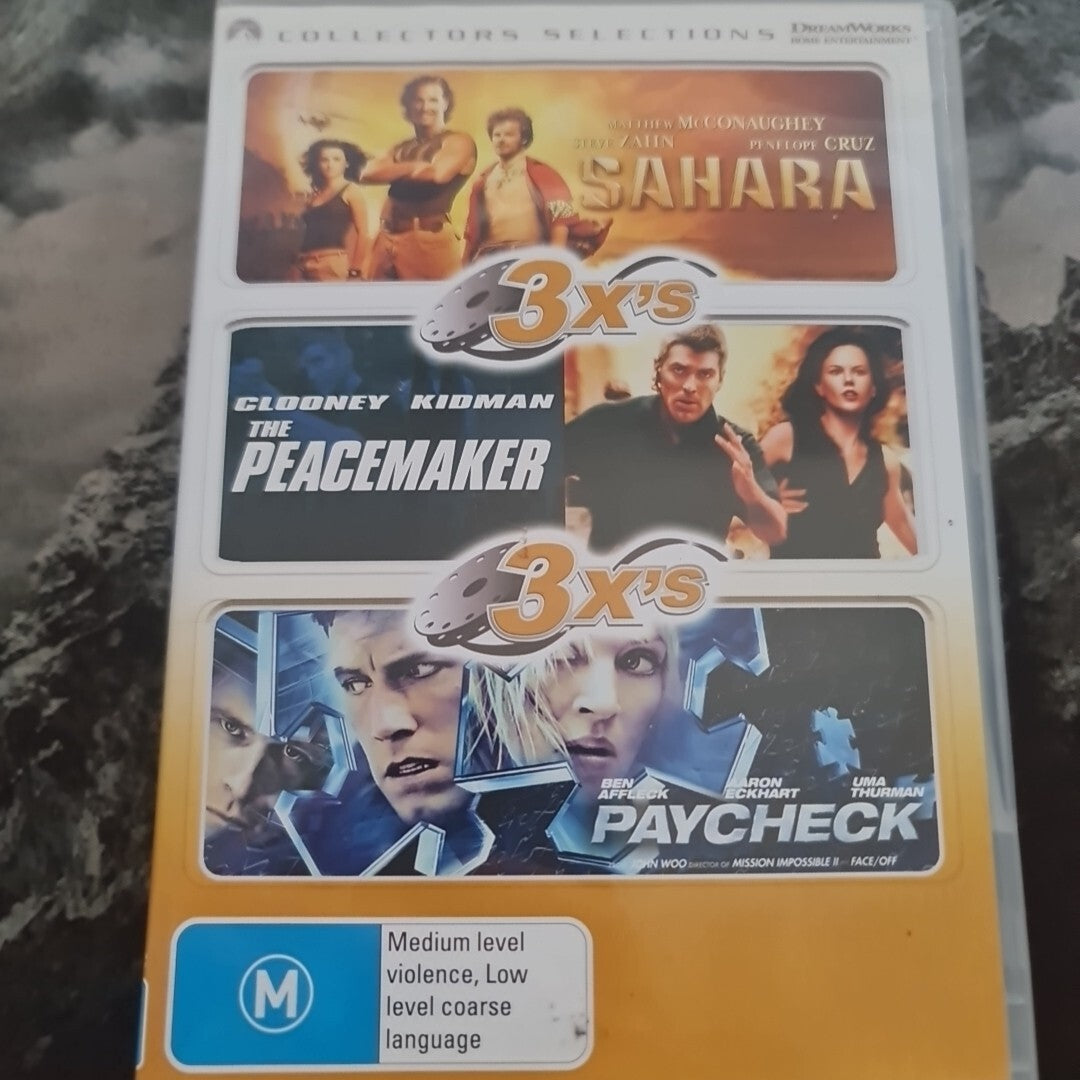 COLLECTORS SELECTIONS
DREAMWORKS
HOME ENTERTAINMENT
MATTHEW MCCONAUGHEY
STEVE ZAHN PENELOPE CRUZ
SAHARA
3X'S
CLOONEY KIDMAN
THE
PEACEMAKER
3X'S
BEN AFFLECK AARON ECKHART UMA THURMAN
PAYCHECK
JOHN WOO DIRECTOR OF MISSION IMPOSSIBLE II AND FACE/OFF
M
Medium level
violence, Low
level coarse
language